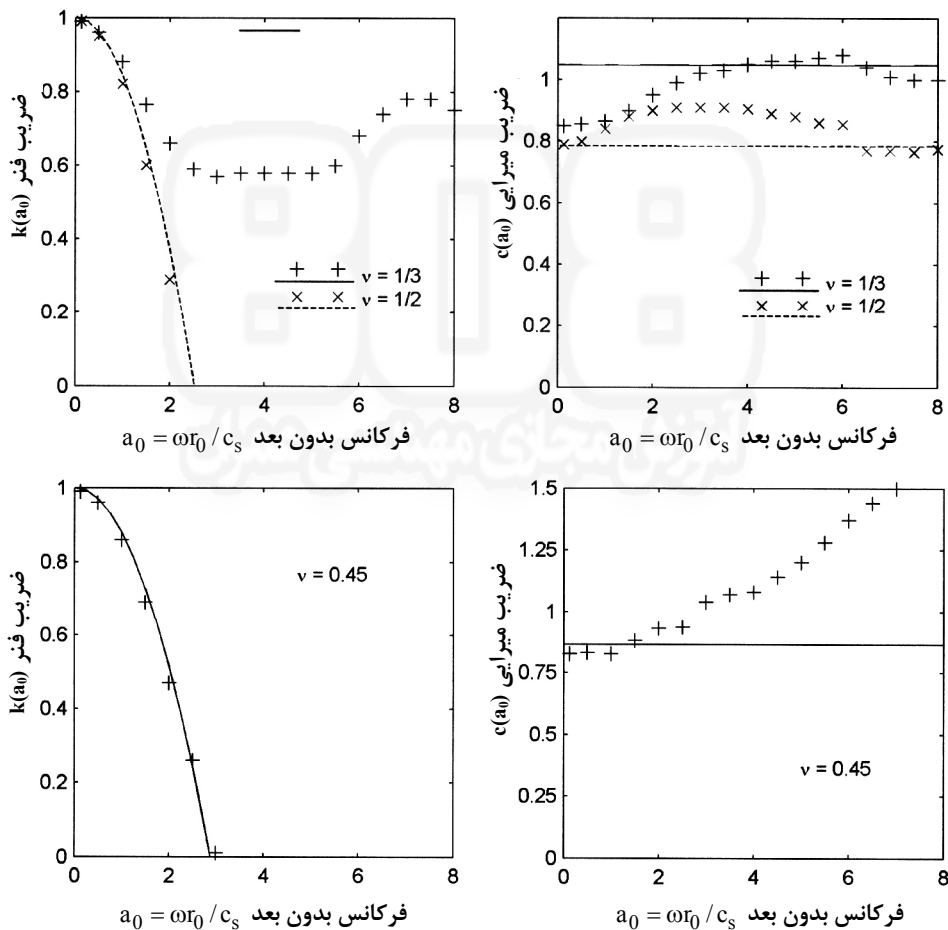 ضریب فنر k(a₀)
1
0.8
0.6
0.4
0.2
0
0 2 4 6 8
ν = 1/3
ν = 1/2
فرکانس بدون بعد a₀ = ωr₀ / cₛ
ضریب میرایی c(a₀)
1
0.8
0.6
0.4
0.2
0
0 2 4 6 8
ν = 1/3
ν = 1/2
فرکانس بدون بعد a₀ = ωr₀ / cₛ
808
آموزش مجازی مهندسی عمران
ضریب فنر k(a₀)
1
0.8
0.6
0.4
0.2
0
0 2 4 6 8
ν = 0.45
فرکانس بدون بعد a₀ = ωr₀ / cₛ
ضریب میرایی c(a₀)
1.5
1.25
1
0.75
0.5
0.25
0
0 2 4 6 8
ν = 0.45
فرکانس بدون بعد a₀ = ωr₀ / cₛ